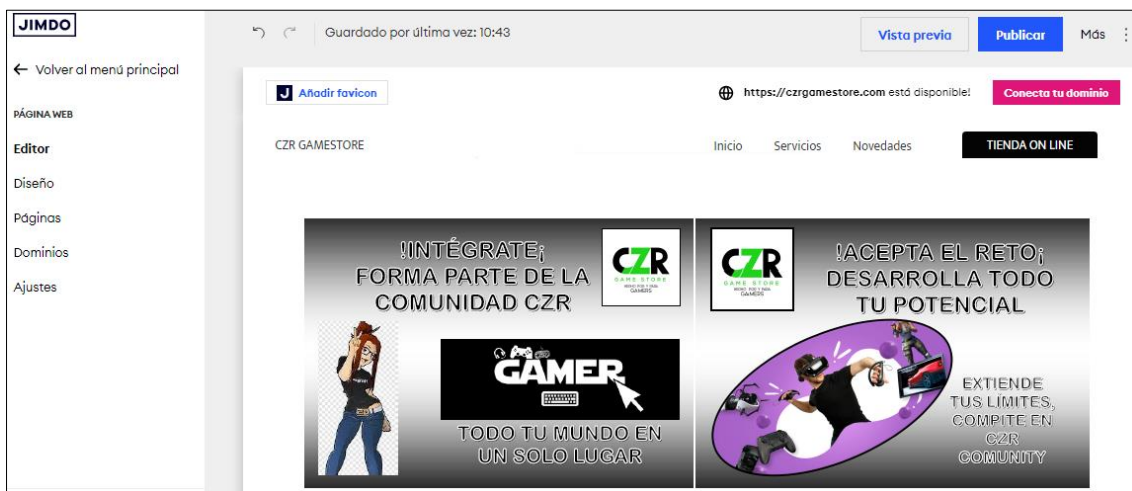 JIMDO
Guardado por última vez: 10:43
Vista previa
Publicar
Más
Volver al menú principal
J Añadir favicon
https://czrgamestore.com está disponible!
Conecta tu dominio
PÁGINA WEB
Editor
Diseño
Páginas
Dominios
Ajustes
CZR GAMESTORE
Inicio
Servicios
Novedades
TIENDA ON LINE
!INTÉGRATE¡
FORMA PARTE DE LA
COMUNIDAD CZR
CZR
GAME STORE
GAMERS
GAMER
TODO TU MUNDO EN
UN SOLO LUGAR
CZR
GAME STORE
GAMERS
!ACEPTA EL RETO¡
DESARROLLA TODO
TU POTENCIAL
EXTIENDE
TUS LIMITES,
COMPITE EN
CZR
COMUNITY